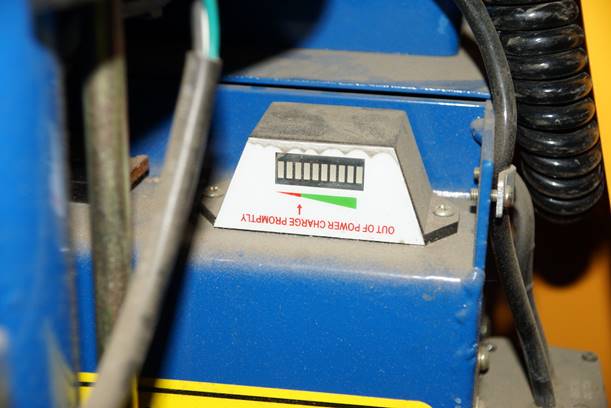 OUT OF POWER CHARGE PROMPTLY